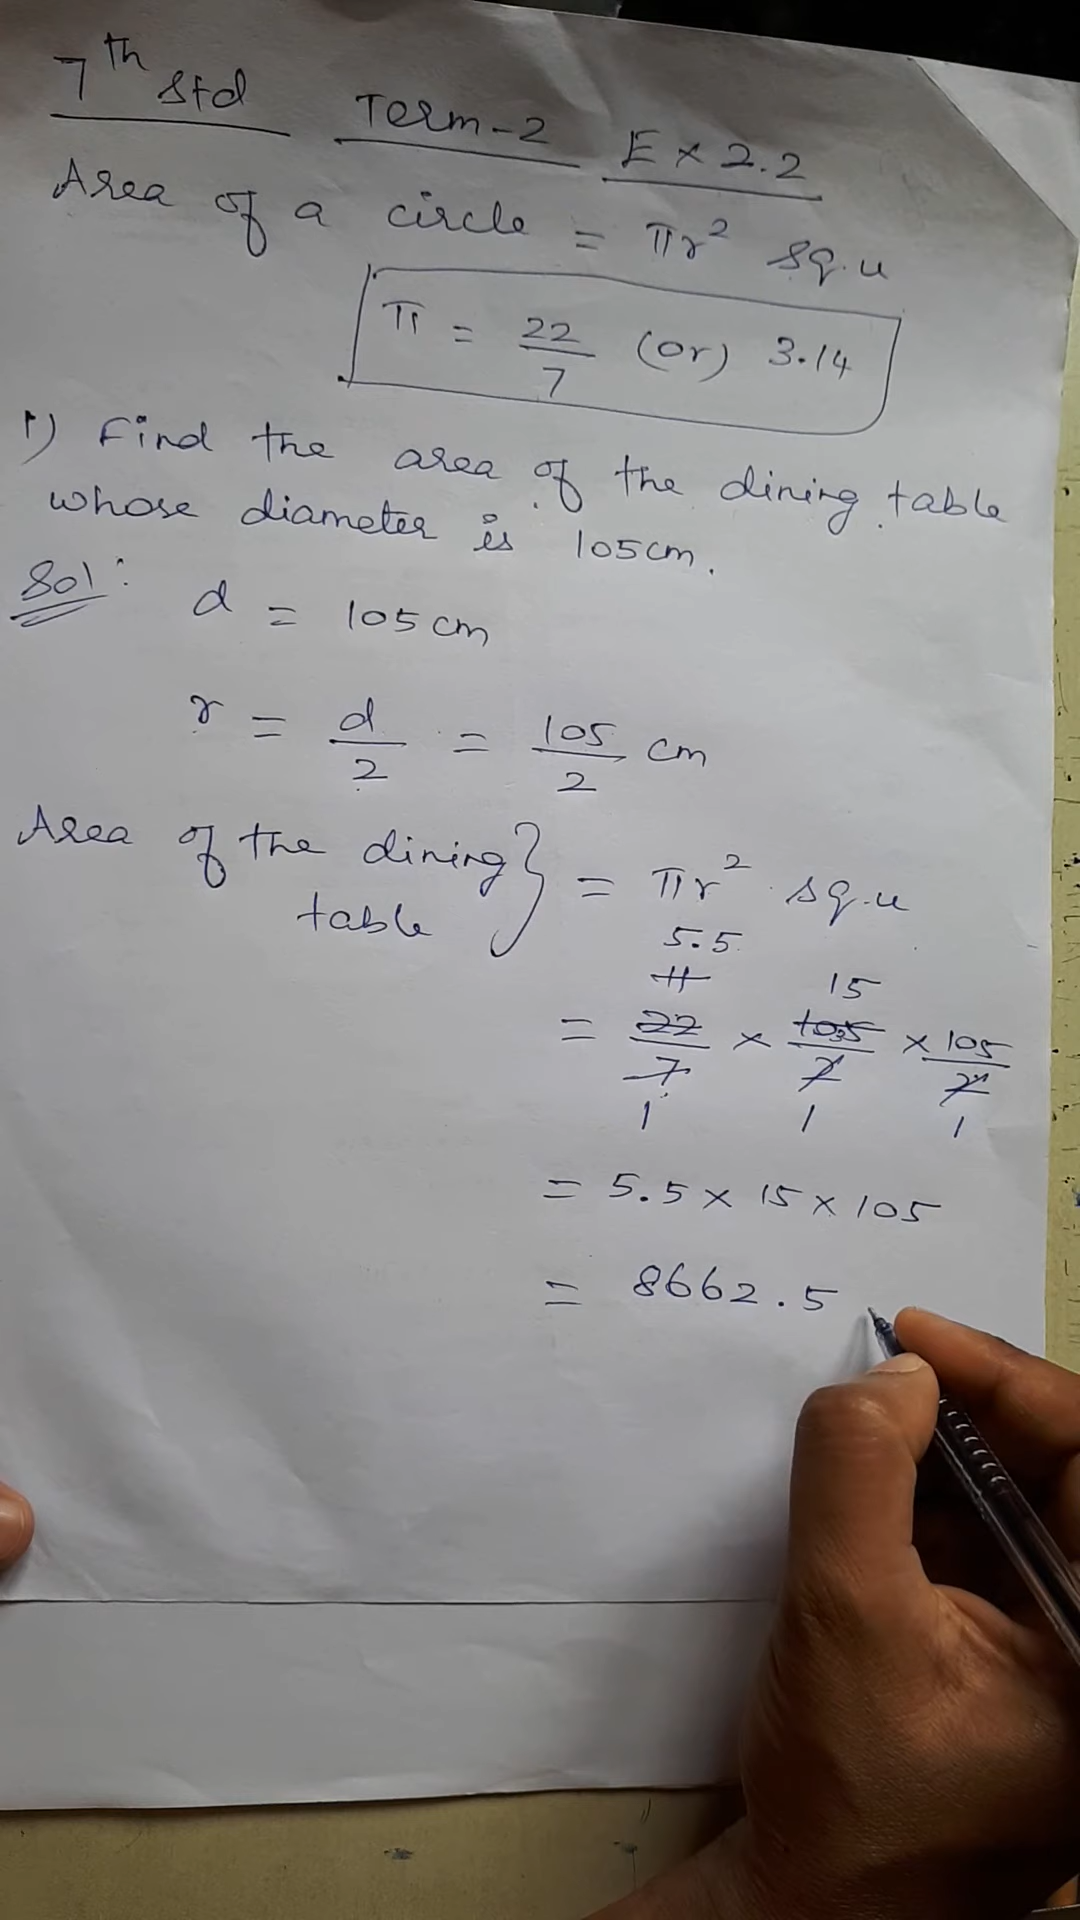 7th Std Term-2 Ex 2.2
Area of a circle = πr² sq.u
π = 22/7 (or) 3.14
1) Find the area of the dining table
whose diameter is 105cm.
Sol: d = 105 cm
r = d/2 = 105/2 cm
Area of the dining table } = πr² sq.u
5.5
11 15
= 22/7 × 105/2 × 105/2
1 1 1
= 5.5 × 15 × 105
= 8662.5